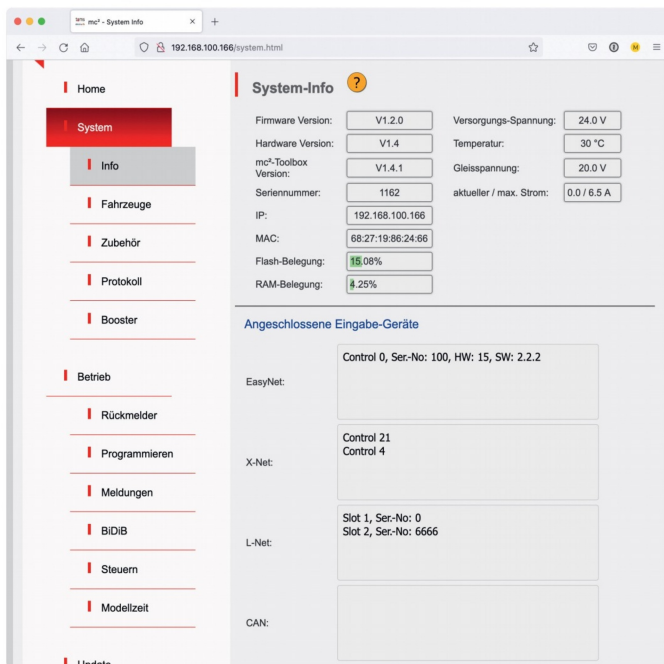 mc² - System Info
192.168.100.166/system.html
M
Home
System
Info
Fahrzeuge
Zubehör
Protokoll
Booster
Betrieb
Rückmelder
Programmieren
Meldungen
BiDiB
Steuern
Modellzeit
Update
System-Info ?
Firmware Version: V1.2.0 Versorgungs-Spannung: 24.0 V
Hardware Version: V1.4 Temperatur: 30 °C
mc²-Toolbox
Version: V1.4.1 Gleisspannung: 20.0 V
Seriennummer: 1162 aktueller / max. Strom: 0.0 / 6.5 A
IP: 192.168.100.166
MAC: 68:27:19:86:24:66
Flash-Belegung: 15.08%
RAM-Belegung: 4.25%
Angeschlossene Eingabe-Geräte
EasyNet: Control 0, Ser.-No: 100, HW: 15, SW: 2.2.2
X-Net: Control 21
Control 4
L-Net: Slot 1, Ser.-No: 0
Slot 2, Ser.-No: 6666
CAN: